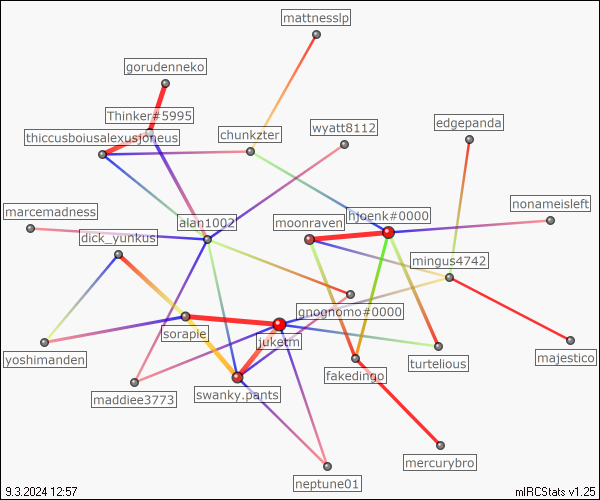 mattnesslp
gorudenneko
Thinker#5995
edgepanda
wyatt8112
chunkzter
thiccusboiusalexusjoneus
nonameisleft
marcemadness
hjoenk#0000
alan1002
moonraven
dick_yunkus
mingus4742
gnognomo#0000
sorapie
juketm
yoshimanden
majestico
turtelious
fakedingo
swanky.pants
maddiee3773
mercurybro
neptune01
9.3.2024 12:57
mIRCStats v1.25